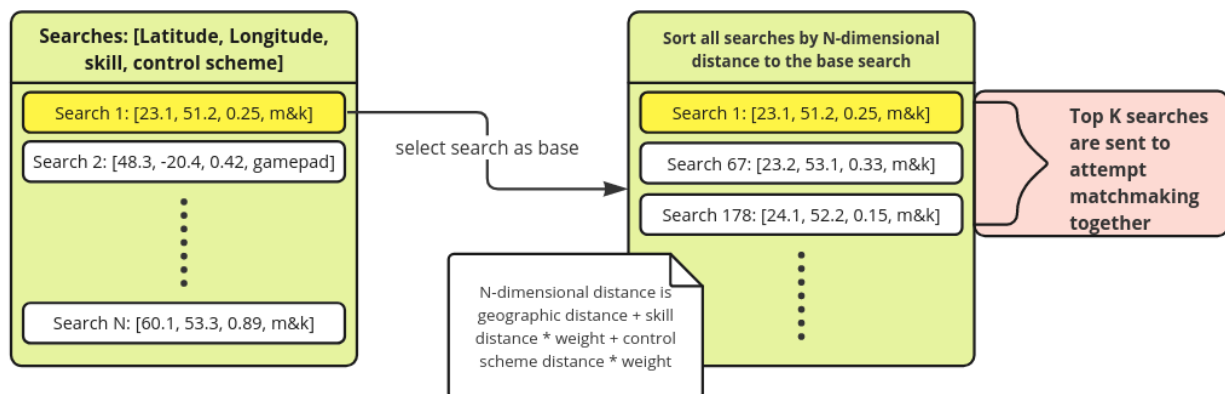 Searches: [Latitude, Longitude,
skill, control scheme]
Search 1: [23.1, 51.2, 0.25, m&k]
Search 2: [48.3, -20.4, 0.42, gamepad]
Search N: [60.1, 53.3, 0.89, m&k]
select search as base
Sort all searches by N-dimensional
distance to the base search
Search 1: [23.1, 51.2, 0.25, m&k]
Search 67: [23.2, 53.1, 0.33, m&k]
Search 178: [24.1, 52.2, 0.15, m&k]
N-dimensional distance is
geographic distance + skill
distance * weight + control
scheme distance * weight
Top K searches
are sent to
attempt
matchmaking
together